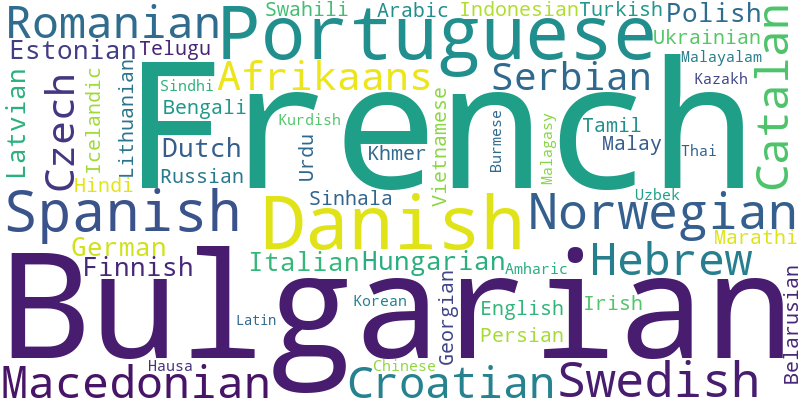 Romanian
Portuguese
Swahili
Arabic
Indonesian
Turkish
Polish
Catalan
Estonian
Telugu
Ukrainian
Malayalam
Latvian
Czech
Icelandic
Lithuanian
Sindhi
Afrikaans
Serbian
Kazakh
French
Bengali
Kurdish
Vietnamese
Burmese
Malagasy
Tamil
Malay
Thai
Dutch
Urdu
Khmer
Russian
Hindi
Sinhala
Uzbek
Spanish
Danish
Norwegian
German
Marathi
Finnish
Italian
Hungarian
Hebrew
Bulgarian
Amharic
Georgian
Belarusian
Korean
English
Irish
Latin
Persian
Hausa
Chinese
Macedonian
Croatian
Swedish